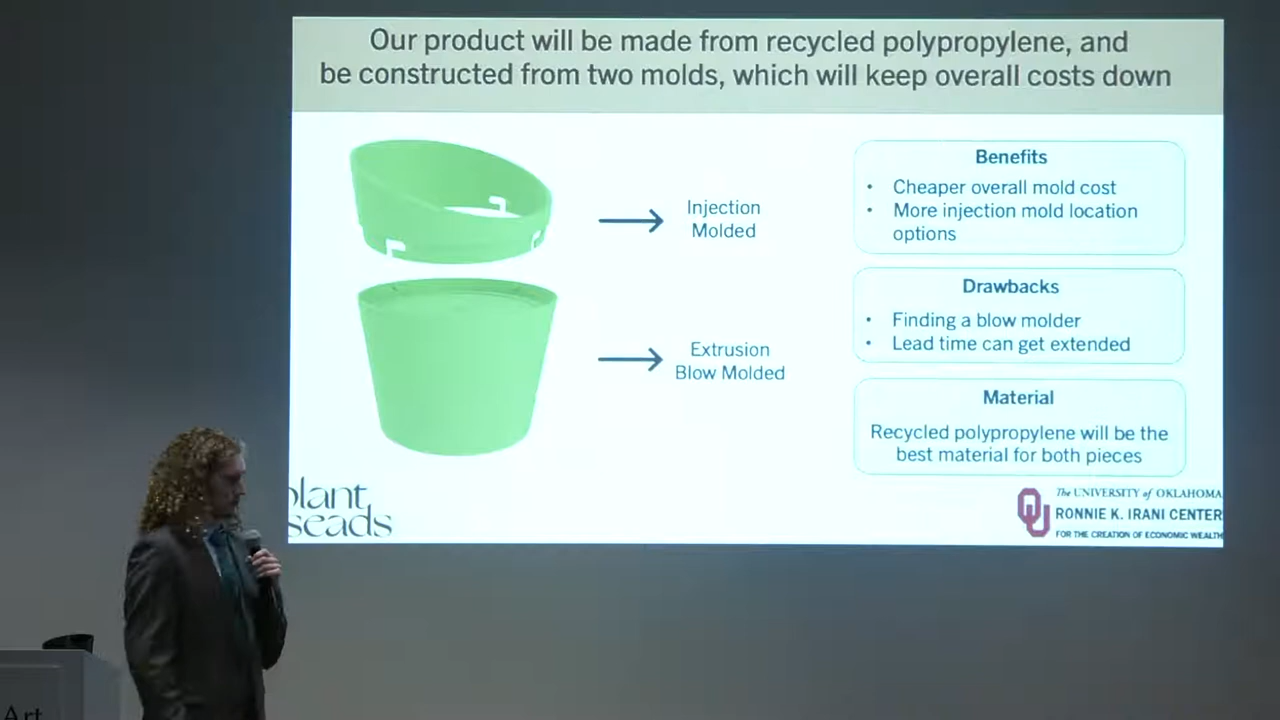 Our product will be made from recycled polypropylene, and
be constructed from two molds, which will keep overall costs down
Injection
Molded
Extrusion
Blow Molded
Benefits
• Cheaper overall mold cost
• More injection mold location
options
Drawbacks
• Finding a blow molder
• Lead time can get extended
Material
Recycled polypropylene will be the
best material for both pieces
plant
seads
OU
The UNIVERSITY of OKLAHOMA
RONNIE K. IRANI CENTER
FOR THE CREATION OF ECONOMIC WEALTH
Art